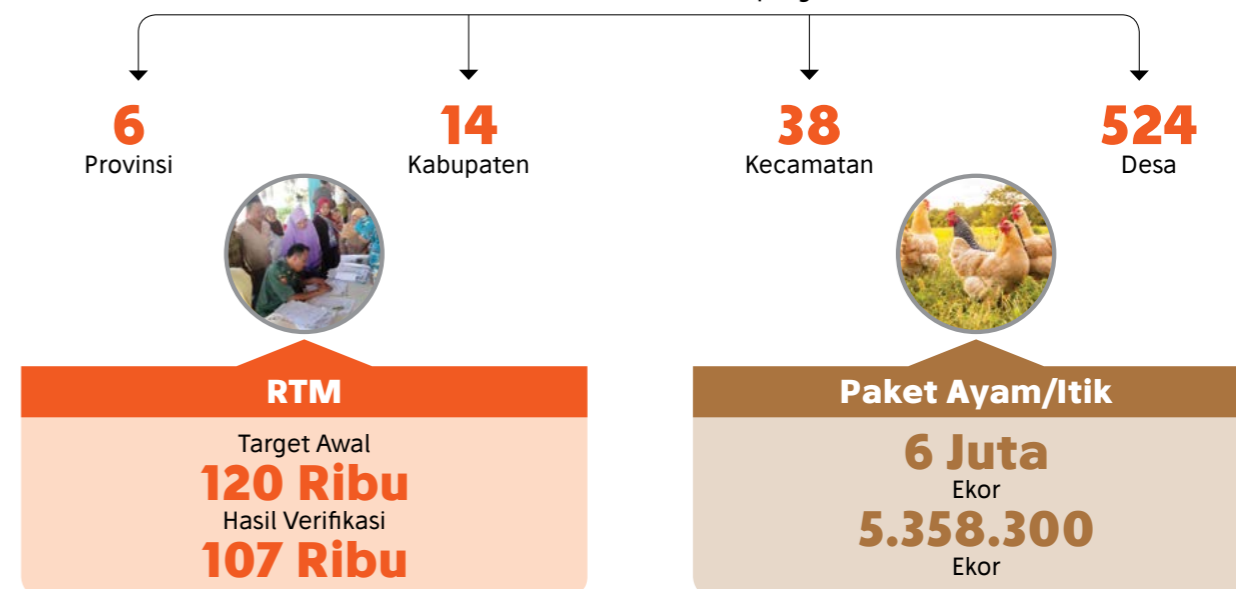 6
Provinsi
14
Kabupaten
38
Kecamatan
524
Desa
RTM
Target Awal
120 Ribu
Hasil Verifikasi
107 Ribu
Paket Ayam/Itik
6 Juta
Ekor
5.358.300
Ekor